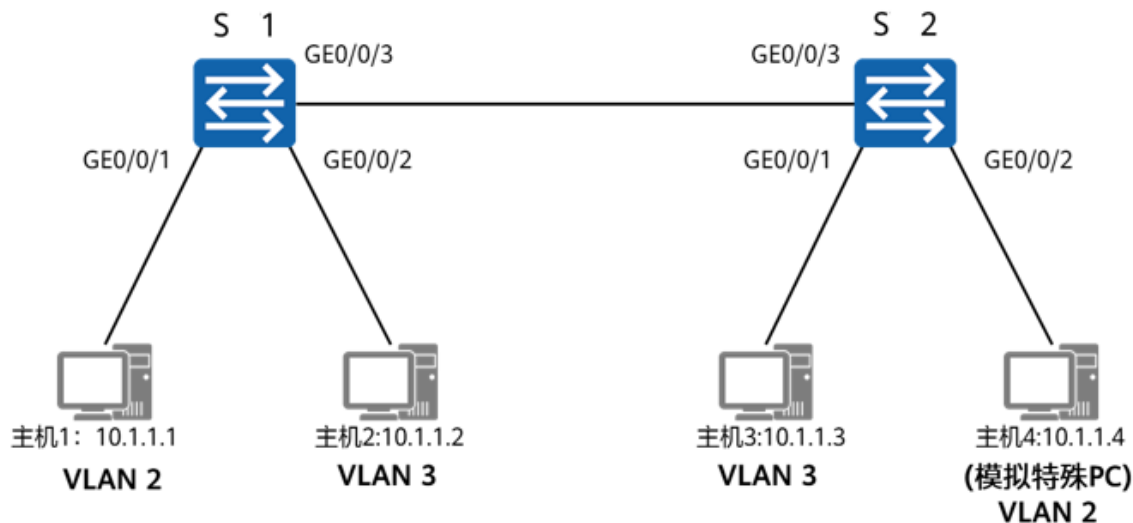 S 1
S 2
GE0/0/3
GE0/0/3
GE0/0/1
GE0/0/2
GE0/0/1
GE0/0/2
主机1：10.1.1.1
主机2:10.1.1.2
主机3:10.1.1.3
主机4:10.1.1.4
VLAN 2
VLAN 3
VLAN 3
(模拟特殊PC)
VLAN 2